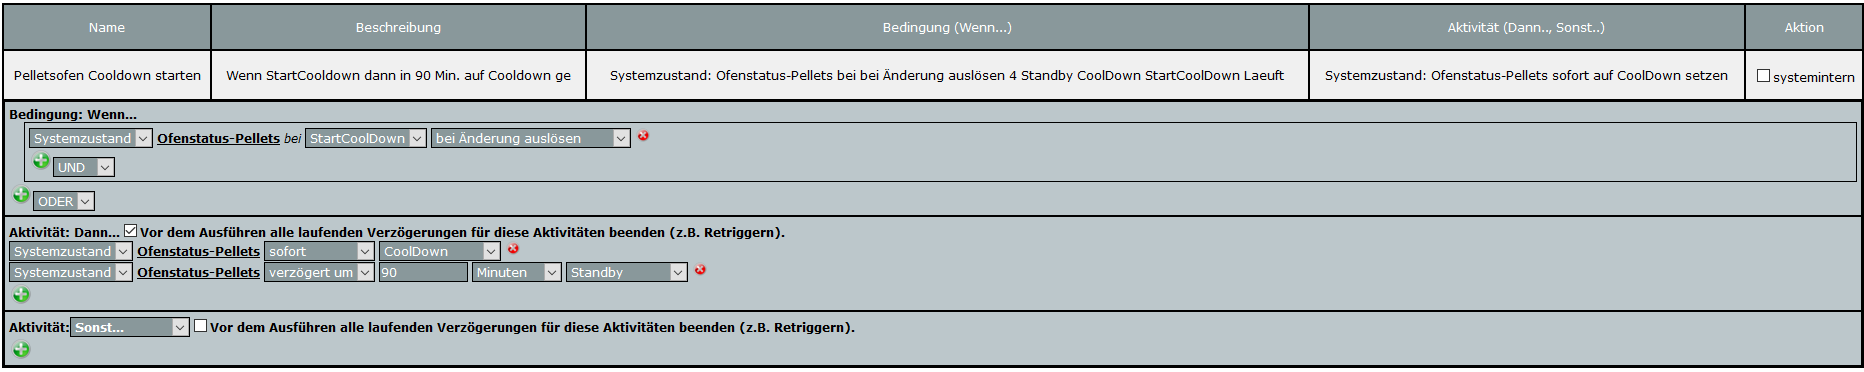 Name Beschreibung Bedingung (Wenn...) Aktivität (Dann.., Sonst..) Aktion
Pelletsofen Cooldown starten Wenn StartCooldown dann in 90 Min. auf Cooldown ge Systemzustand: Ofenstatus-Pellets bei bei Änderung auslösen 4 Standby CoolDown StartCoolDown Laeuft Systemzustand: Ofenstatus-Pellets sofort auf CoolDown setzen systemintern
Bedingung: Wenn...
Systemzustand Ofenstatus-Pellets bei StartCoolDown bei Änderung auslösen
UND
ODER
Aktivität: Dann... Vor dem Ausführen alle laufenden Verzögerungen für diese Aktivitäten beenden (z.B. Retriggern).
Systemzustand Ofenstatus-Pellets sofort CoolDown
Systemzustand Ofenstatus-Pellets verzögert um 90 Minuten Standby
Aktivität: Sonst... Vor dem Ausführen alle laufenden Verzögerungen für diese Aktivitäten beenden (z.B. Retriggern).